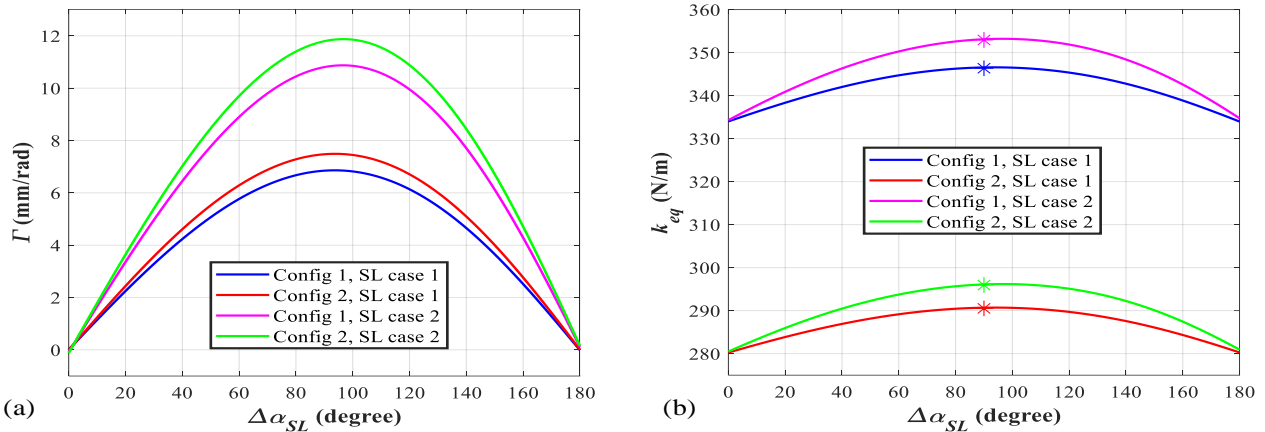 12
10
8
6
4
2
0
Γ (mm/rad)
Config 1, SL case 1
Config 2, SL case 1
Config 1, SL case 2
Config 2, SL case 2
0 20 40 60 80 100 120 140 160 180
Δα_SL (degree)
(a)
360
350
340
330
320
310
300
290
280
k_eq (N/m)
Config 1, SL case 1
Config 2, SL case 1
Config 1, SL case 2
Config 2, SL case 2
0 20 40 60 80 100 120 140 160 180
Δα_SL (degree)
(b)